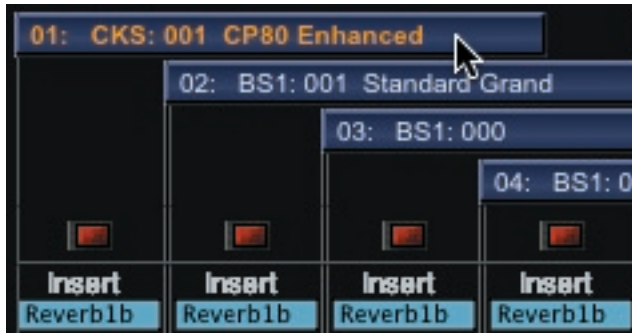 01: CKS: 001 CP80 Enhanced
02: BS1: 001 Standard Grand
03: BS1: 000
04: BS1: 0
Insert Insert Insert Insert
Reverb1b Reverb1b Reverb1b Reverb1b